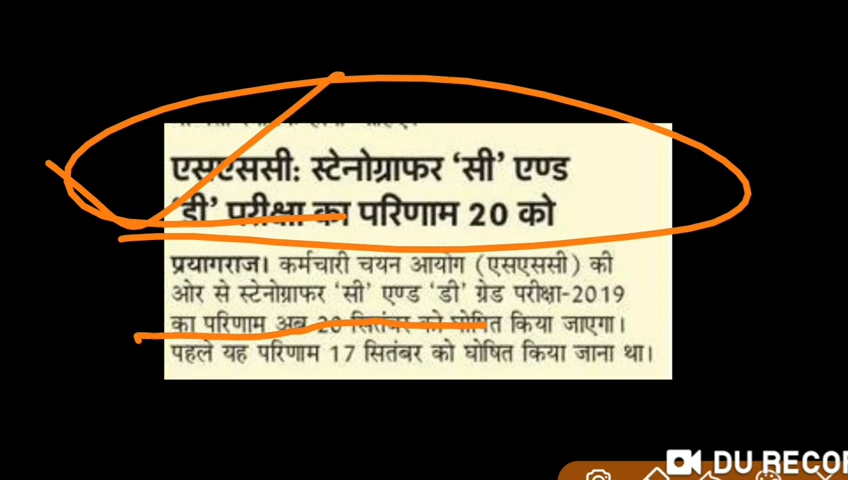 एसएससी: स्टेनोग्राफर 'सी' एण्ड
'डी' परीक्षा का परिणाम 20 को
प्रयागराज। कर्मचारी चयन आयोग (एसएससी) की
ओर से स्टेनोग्राफर 'सी' एण्ड 'डी' ग्रेड परीक्षा-2019
का परिणाम अब 20 सितंबर को घोषित किया जाएगा।
पहले यह परिणाम 17 सितंबर को घोषित किया जाना था।
DU RECOR